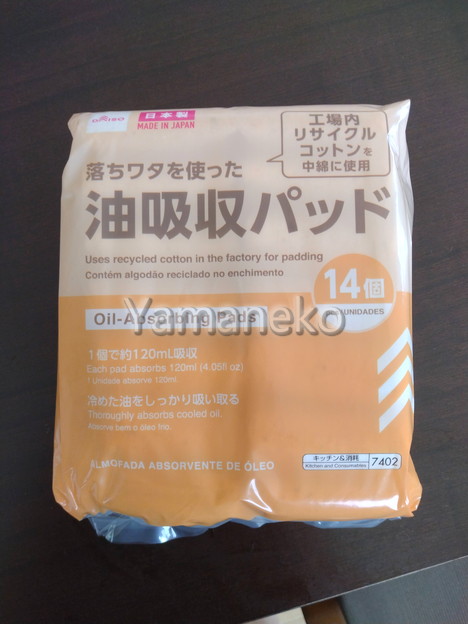 DAISO
日本製
MADE IN JAPAN
工場内
リサイクル
コットンを
中綿に使用
落ちワタを使った
油吸収パッド
Uses recycled cotton in the factory for padding
Contém algodão reciclado no enchimento
14個
UNIDADES
Oil-Absorbing Pads
Yamaneko
1個で約120mL吸収
Each pad absorbs 120ml (4.05fl oz)
1 Unidade absorve 120ml.
冷めた油をしっかり吸い取る
Thoroughly absorbs cooled oil.
Absorve bem o óleo frio.
ALMOFADA ABSORVENTE DE ÓLEO
キッチン&消耗
Kitchen and Consumables
7402